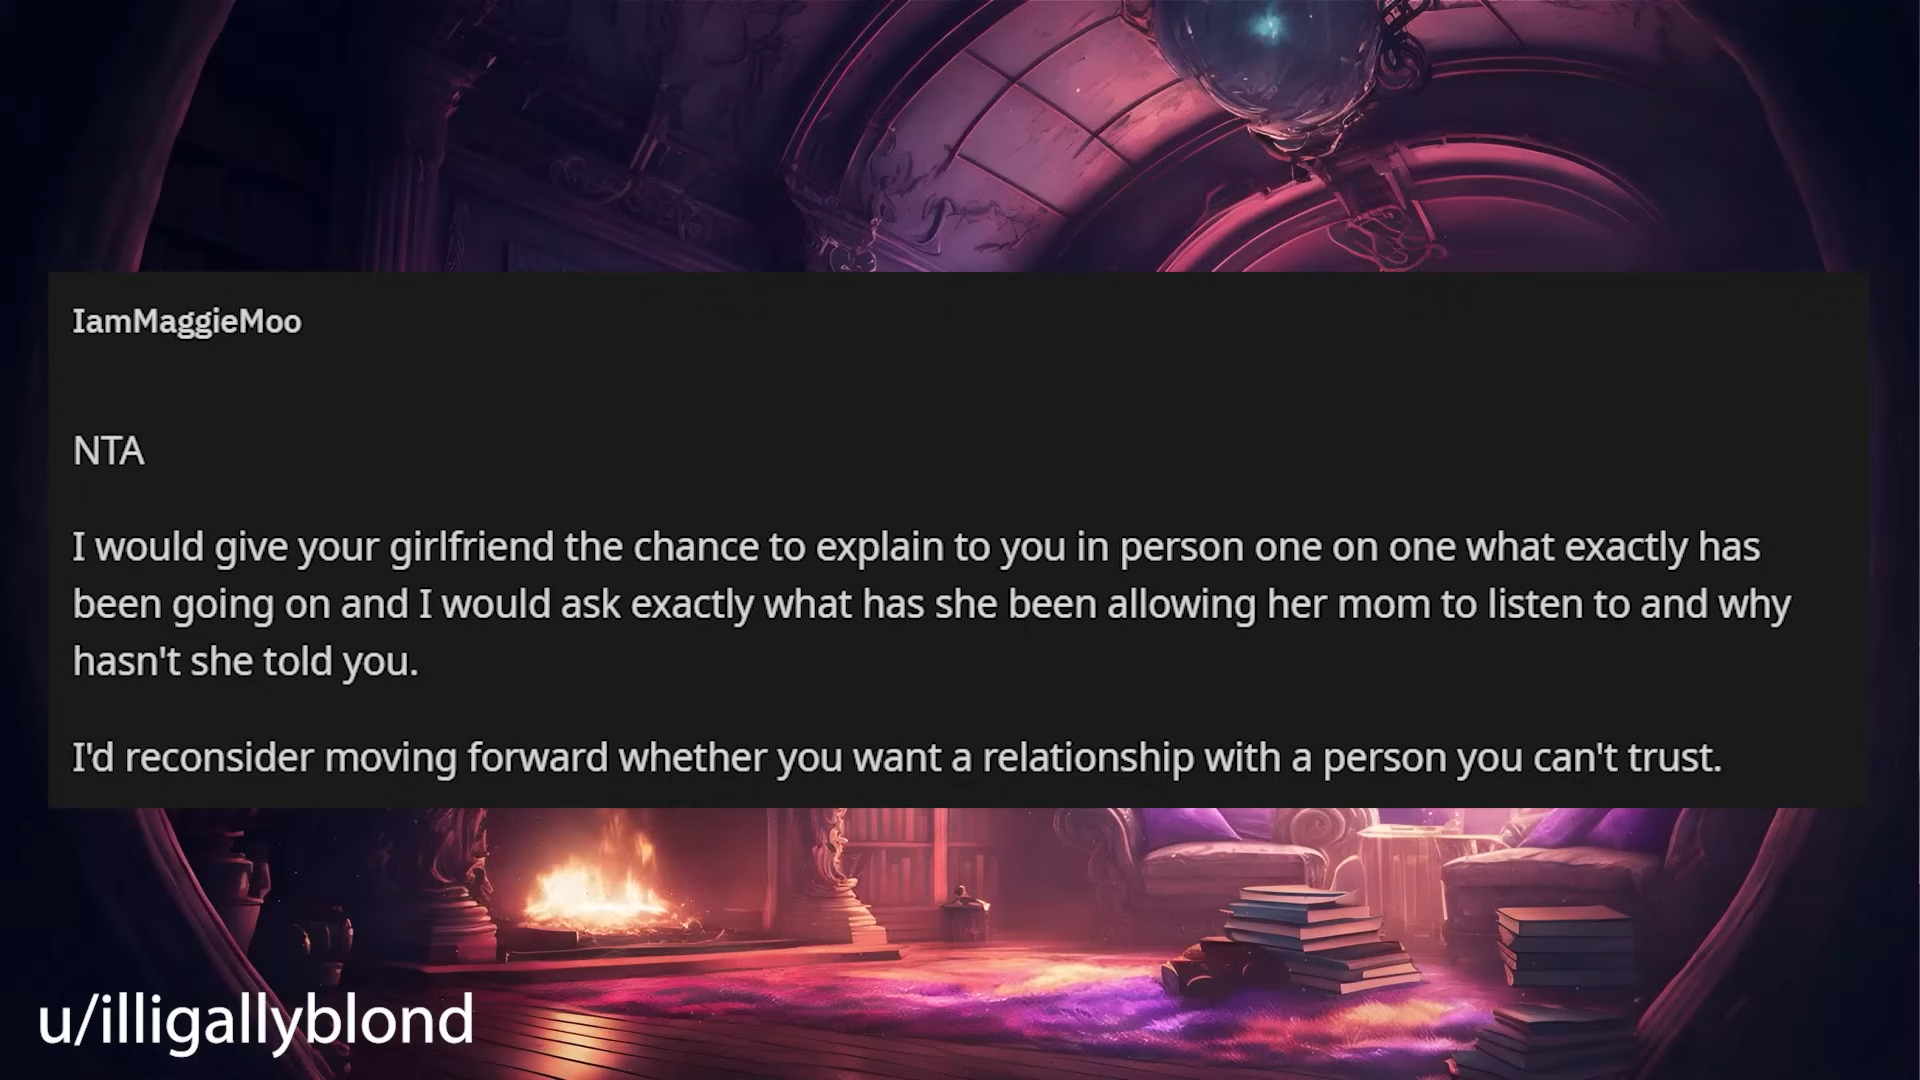 IamMaggieMoo
NTA
I would give your girlfriend the chance to explain to you in person one on one what exactly has
been going on and I would ask exactly what has she been allowing her mom to listen to and why
hasn't she told you.
I'd reconsider moving forward whether you want a relationship with a person you can't trust.
u/illigallyblond